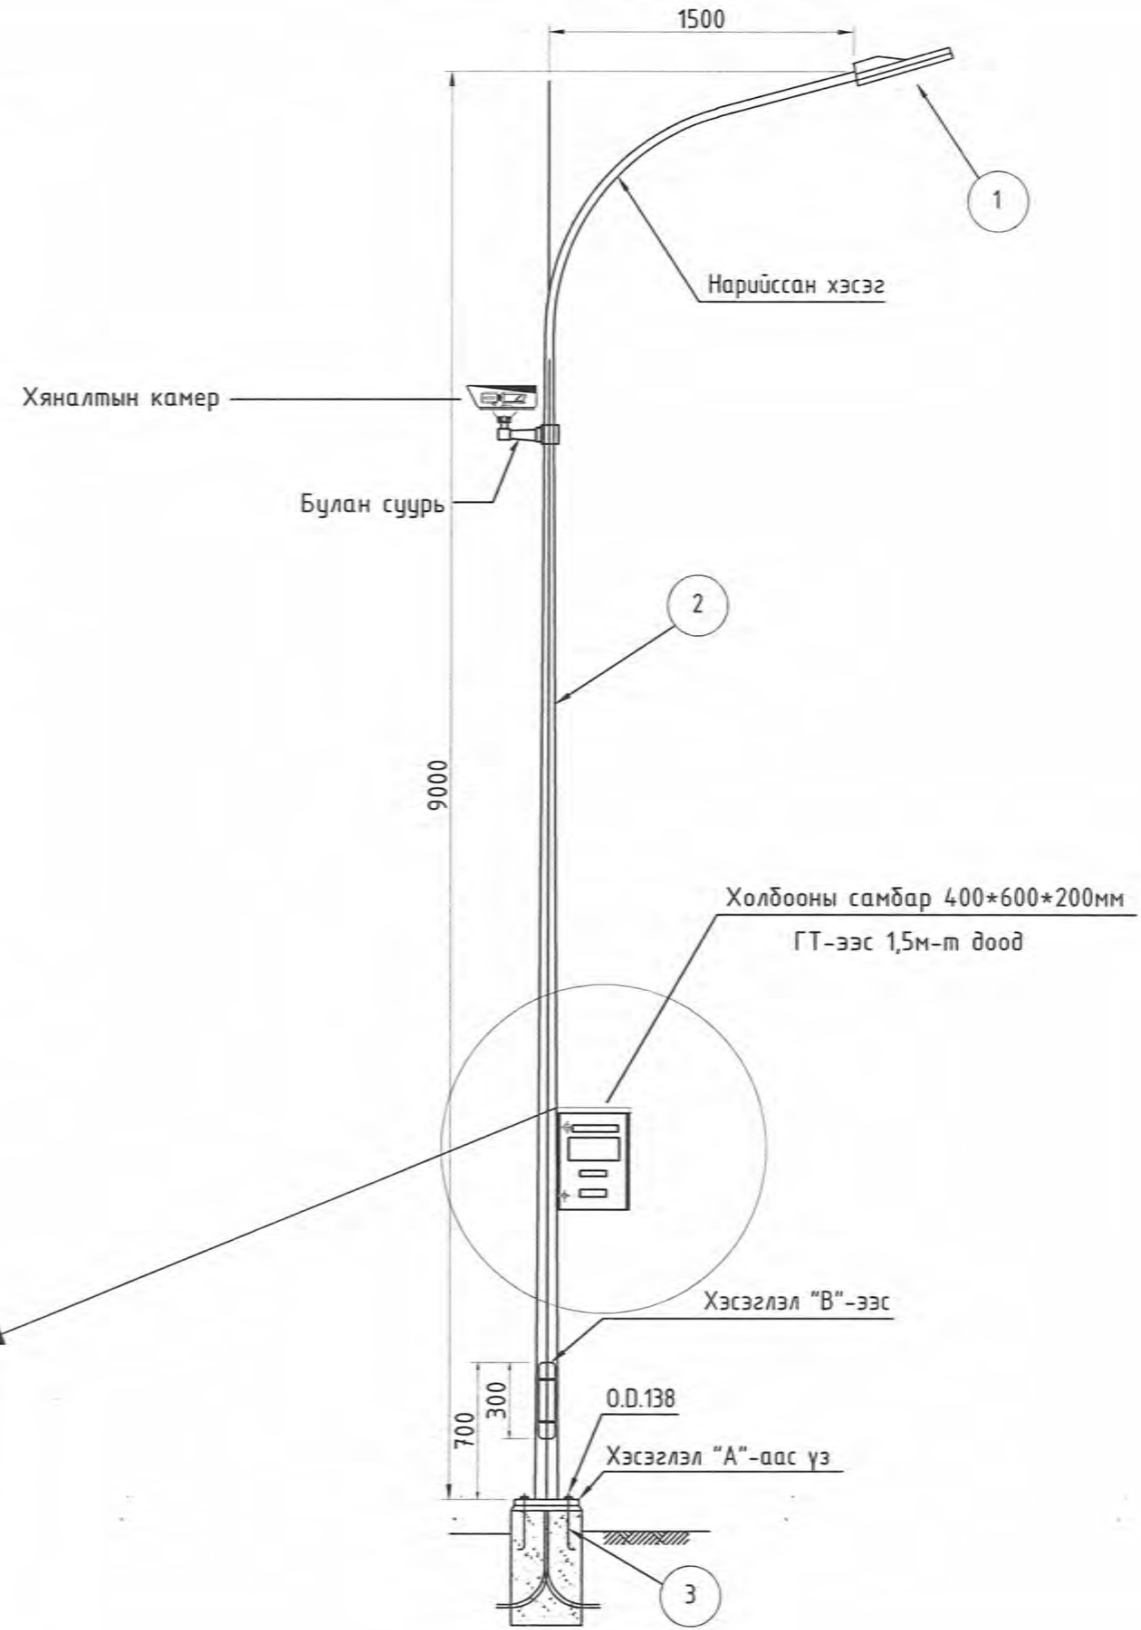 1500
1
Нарийссан хэсэг
Хяналтын камер
Булан суурь
2
9000
Холбооны самбар 400*600*200мм
ГТ-ээс 1,5м-т доод
Хэсэглэл "В"-ээс
300
700
O.D.138
Хэсэглэл "А"-аас үз
3